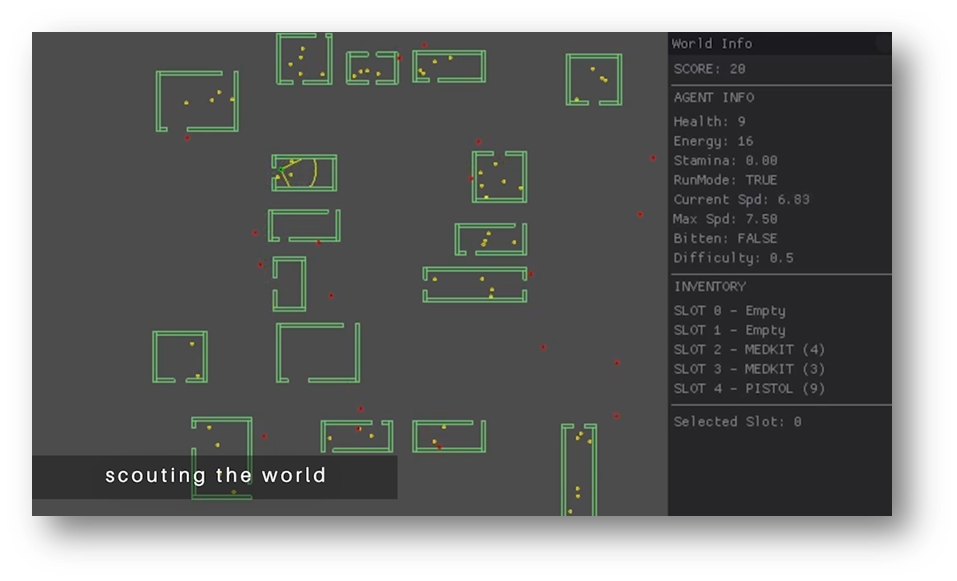 World Info
SCORE: 20
AGENT INFO
Health: 9
Energy: 16
Stamina: 0.00
RunMode: TRUE
Current Spd: 6.83
Max Spd: 7.50
Bitten: FALSE
Difficulty: 0.5
INVENTORY
SLOT 0 - Empty
SLOT 1 - Empty
SLOT 2 - MEDKIT (4)
SLOT 3 - MEDKIT (3)
SLOT 4 - PISTOL (9)
Selected Slot: 0
scouting the world